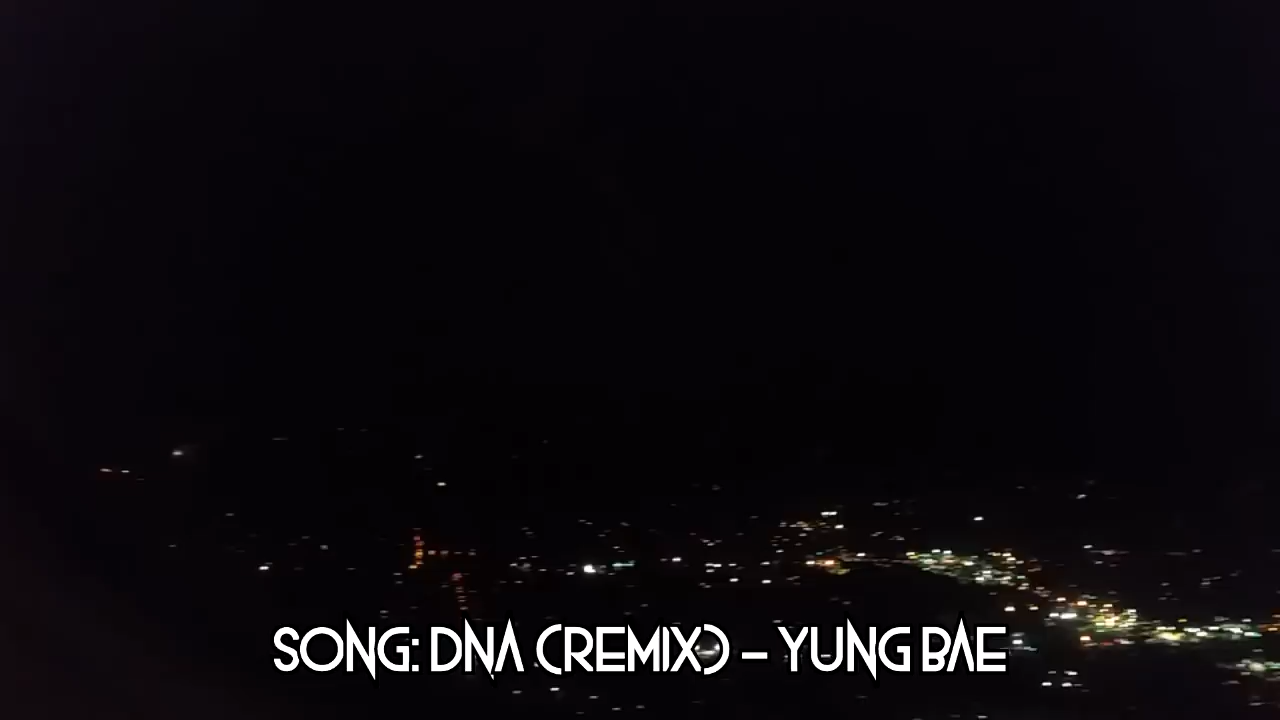 SONG: DNA (REMIX) – YUNG BAE